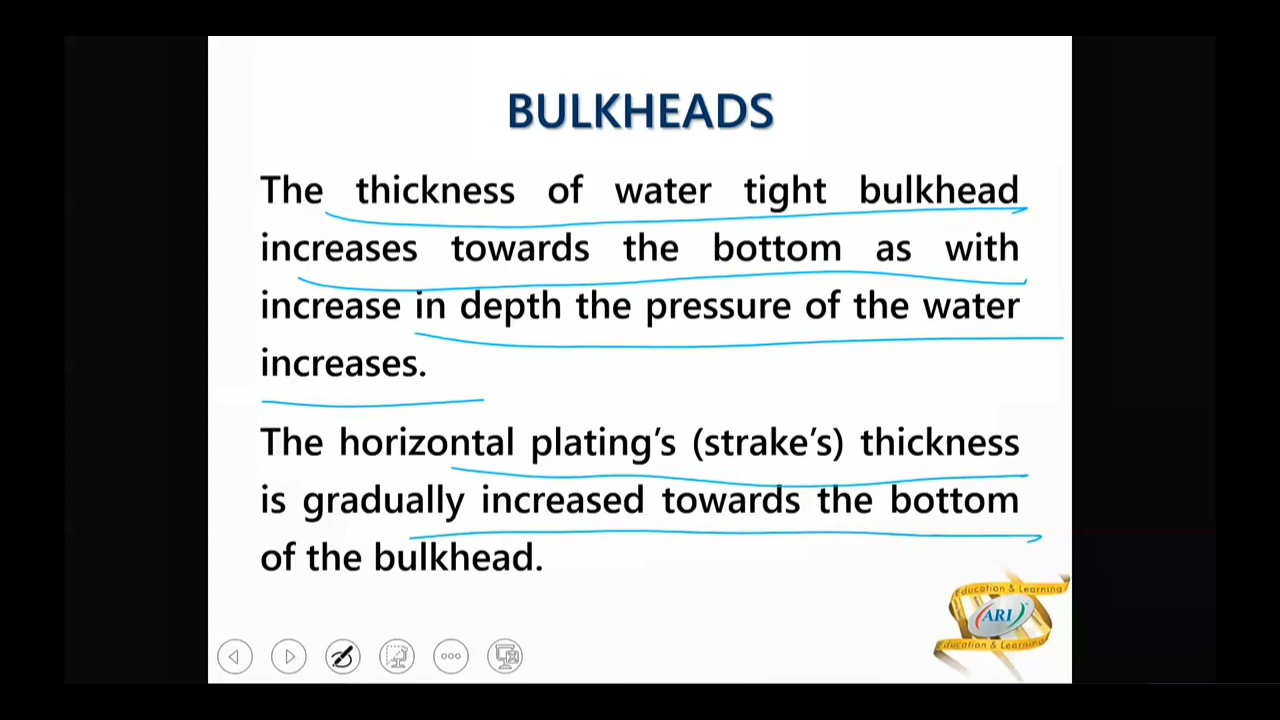 BULKHEADS
The thickness of water tight bulkhead
increases towards the bottom as with
increase in depth the pressure of the water
increases.
The horizontal plating’s (strake’s) thickness
is gradually increased towards the bottom
of the bulkhead.
Education & Learning
ARI
Education & Learning